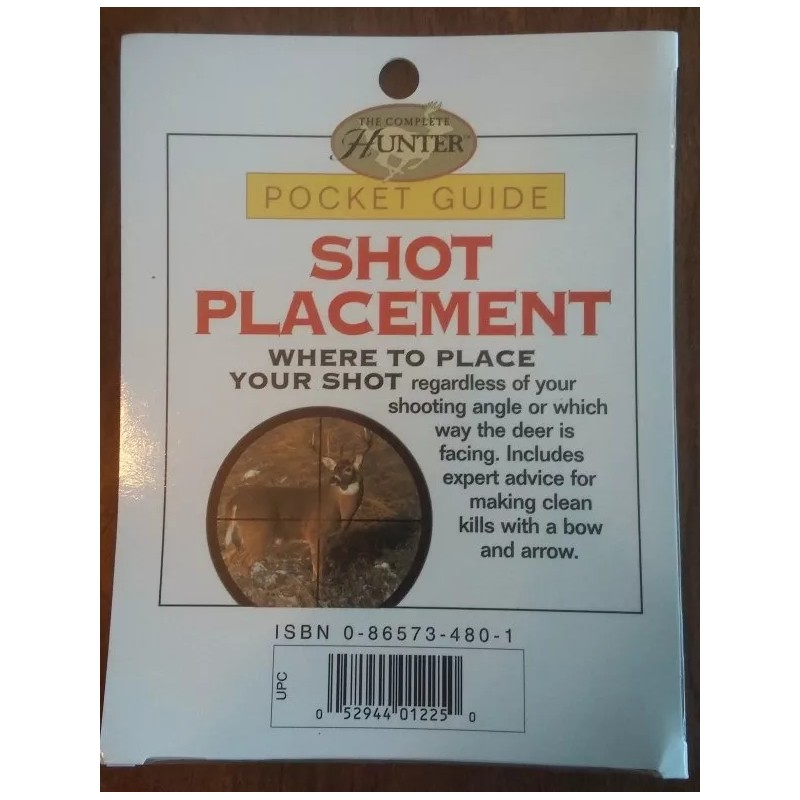 THE COMPLETE
HUNTER™
POCKET GUIDE
SHOT
PLACEMENT
WHERE TO PLACE
YOUR SHOT regardless of your
shooting angle or which
way the deer is
facing. Includes
expert advice for
making clean
kills with a bow
and arrow.
ISBN 0-86573-480-1
UPC
0 52944 01225 0